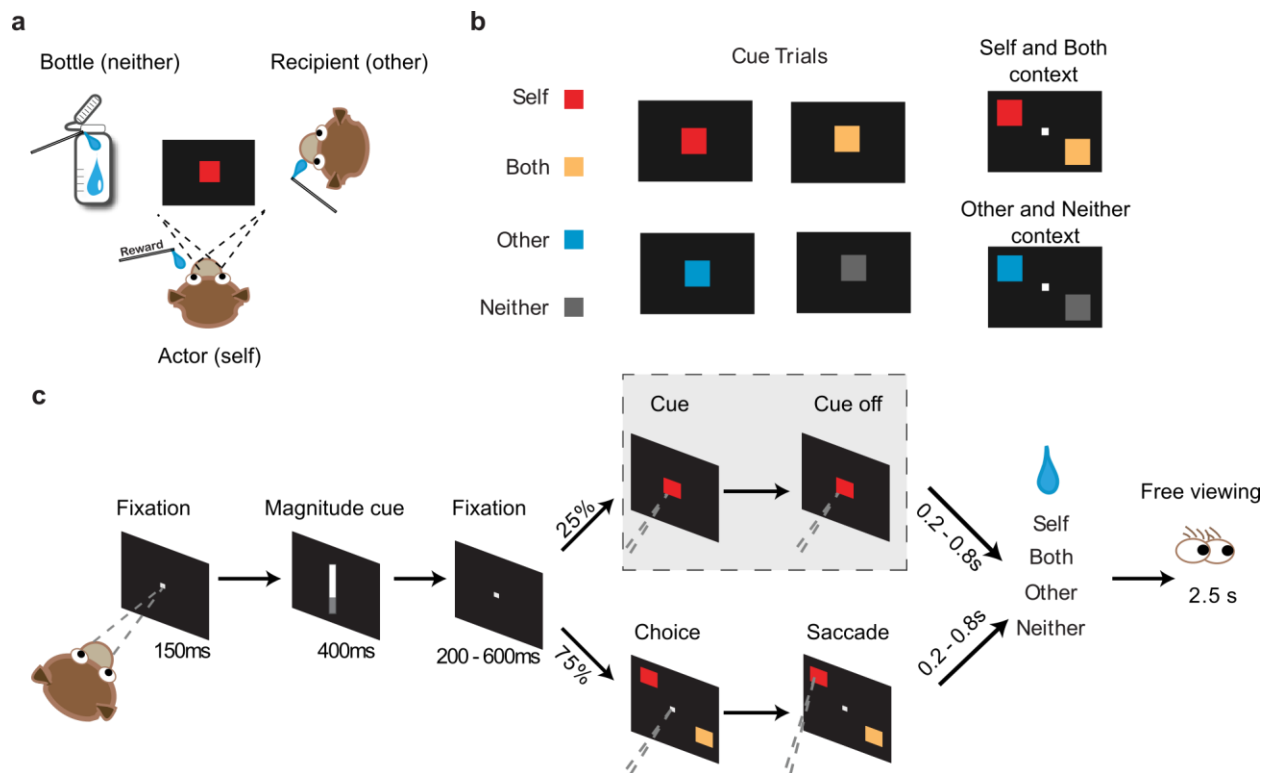 a
Bottle (neither)
Recipient (other)
Reward
Actor (self)
b
Cue Trials
Self and Both
context
Self
Both
Other
Neither
Other and Neither
context
c
Fixation
150ms
Magnitude cue
400ms
Fixation
200 - 600ms
25%
75%
Cue
Cue off
Choice
Saccade
0.2 - 0.8s
0.2 - 0.8s
Self
Both
Other
Neither
Free viewing
2.5 s